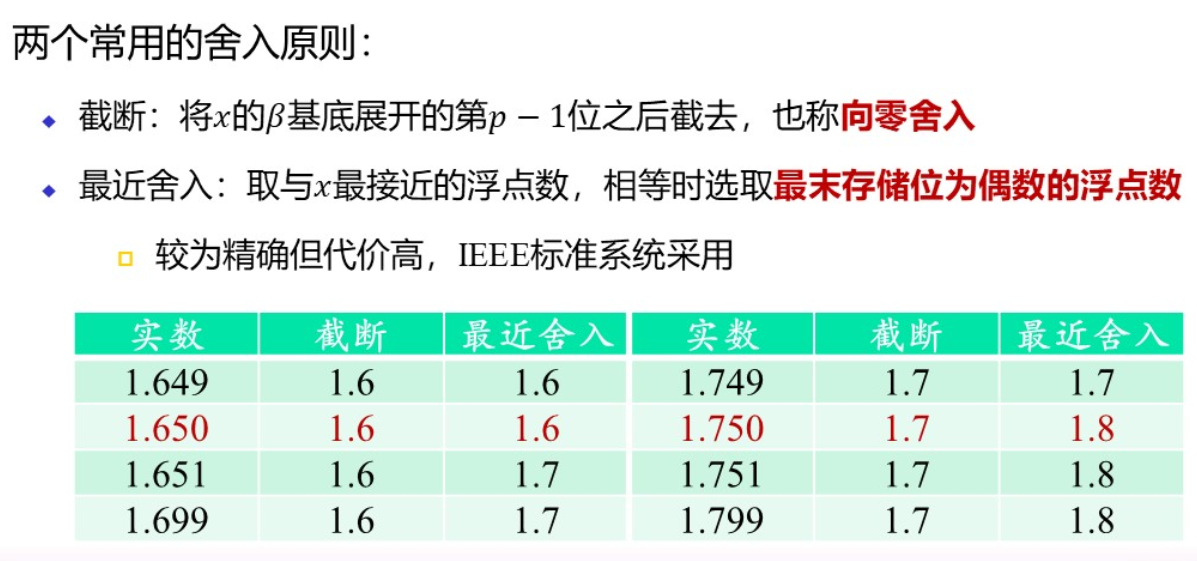 两个常用的舍入原则：
截断：将x的β基底展开的第p − 1位之后截去，也称向零舍入
最近舍入：取与x最接近的浮点数，相等时选取最末存储位为偶数的浮点数
较为精确但代价高，IEEE标准系统采用
实数 截断 最近舍入 实数 截断 最近舍入
1.649 1.6 1.6 1.749 1.7 1.7
1.650 1.6 1.6 1.750 1.7 1.8
1.651 1.6 1.7 1.751 1.7 1.8
1.699 1.6 1.7 1.799 1.7 1.8